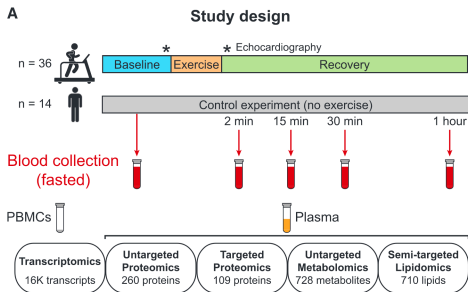 A
Study design
* * Echocardiography
n = 36
Baseline Exercise Recovery
n = 14
Control experiment (no exercise)
2 min 15 min 30 min 1 hour
Blood collection
(fasted)
PBMCs Plasma
Transcriptomics
16K transcripts
Untargeted
Proteomics
260 proteins
Targeted
Proteomics
109 proteins
Untargeted
Metabolomics
728 metabolites
Semi-targeted
Lipidomics
710 lipids